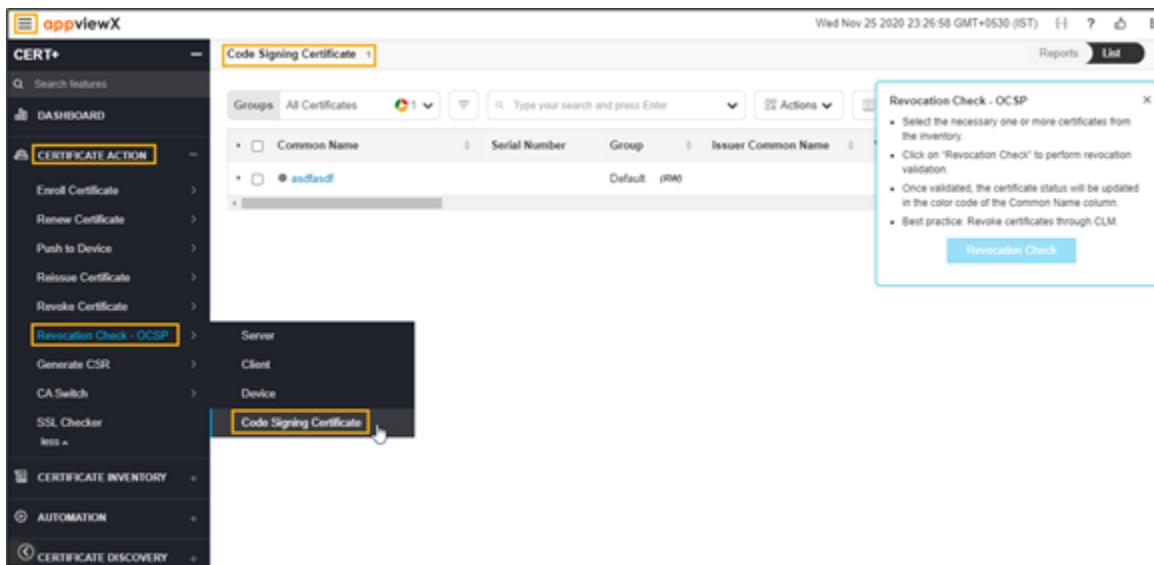 appviewX
Wed Nov 25 2020 23:26:58 GMT+0530 (IST)
CERT+
Code Signing Certificate 1
Reports
List
Search features
DASHBOARD
CERTIFICATE ACTION
Enroll Certificate
Renew Certificate
Push to Device
Reissue Certificate
Revoke Certificate
Revocation Check - OCSP
Generate CSR
CA Switch
SSL Checker
less
CERTIFICATE INVENTORY
AUTOMATION
CERTIFICATE DISCOVERY
Server
Client
Device
Code Signing Certificate
Groups All Certificates 1
Type your search and press Enter
Actions
Common Name Serial Number Group Issuer Common Name
asdfasdf Default (RW)
Revocation Check - OCSP
Select the necessary one or more certificates from
the inventory.
Click on "Revocation Check" to perform revocation
validation.
Once validated, the certificate status will be updated
in the color code of the Common Name column.
Best practice: Revoke certificates through CLM.
Revocation Check